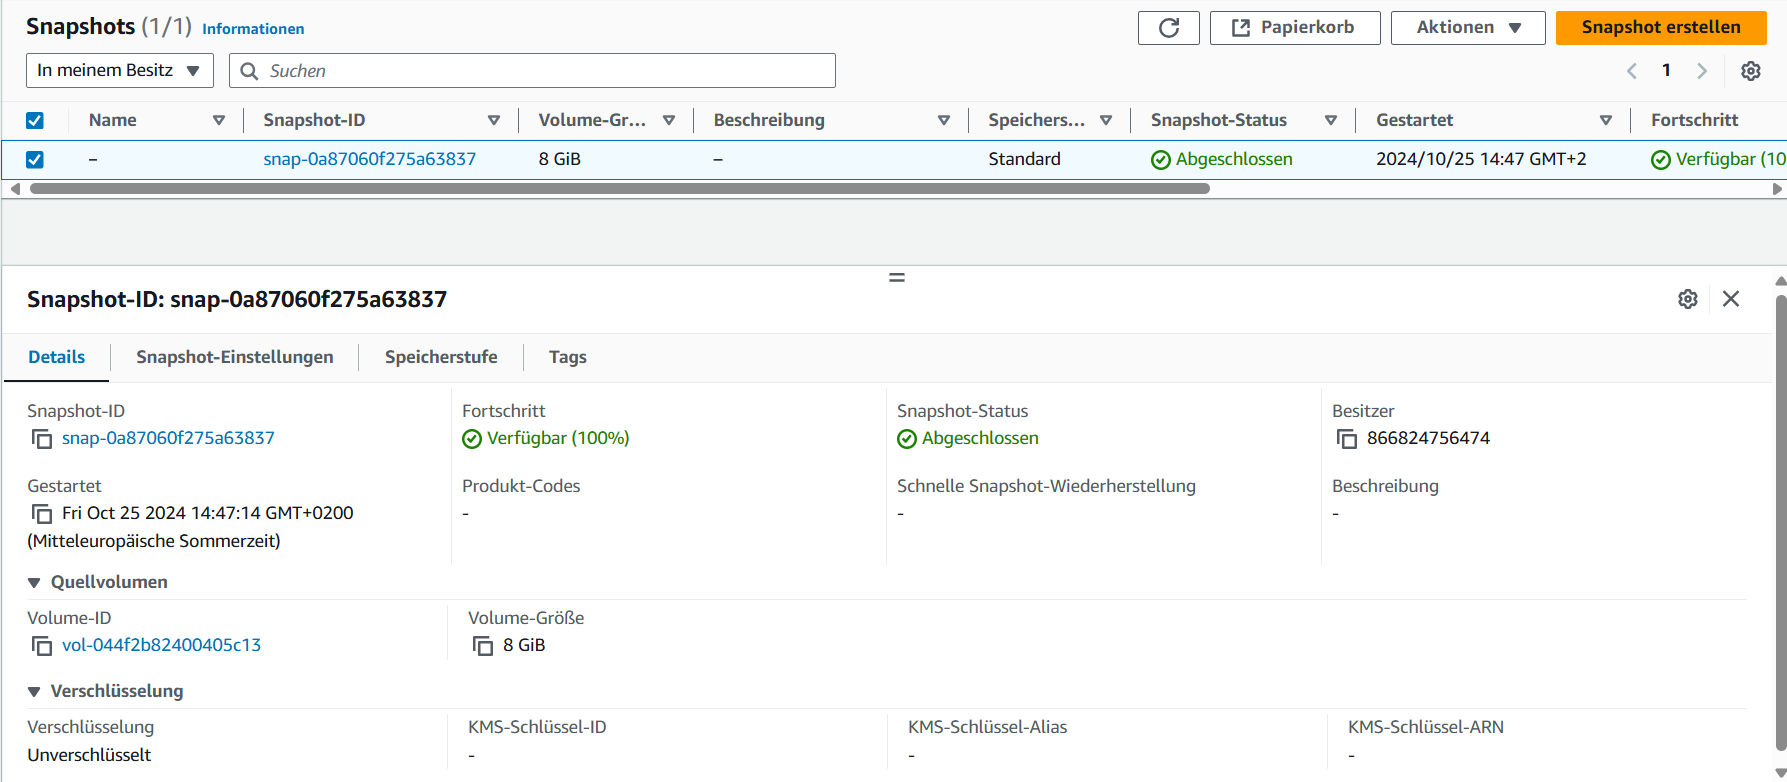 Snapshots (1/1) Informationen
Papierkorb Aktionen Snapshot erstellen
In meinem Besitz Suchen 1
Name Snapshot-ID Volume-Gr... Beschreibung Speichers... Snapshot-Status Gestartet Fortschritt
– snap-0a87060f275a63837 8 GiB – Standard Abgeschlossen 2024/10/25 14:47 GMT+2 Verfügbar (10
Snapshot-ID: snap-0a87060f275a63837
Details Snapshot-Einstellungen Speicherstufe Tags
Snapshot-ID Fortschritt Snapshot-Status Besitzer
snap-0a87060f275a63837 Verfügbar (100%) Abgeschlossen 866824756474
Gestartet Produkt-Codes Schnelle Snapshot-Wiederherstellung Beschreibung
Fri Oct 25 2024 14:47:14 GMT+0200 - - -
(Mitteleuropäische Sommerzeit)
Quellvolumen
Volume-ID Volume-Größe
vol-044f2b82400405c13 8 GiB
Verschlüsselung
Verschlüsselung KMS-Schlüssel-ID KMS-Schlüssel-Alias KMS-Schlüssel-ARN
Unverschlüsselt - - -